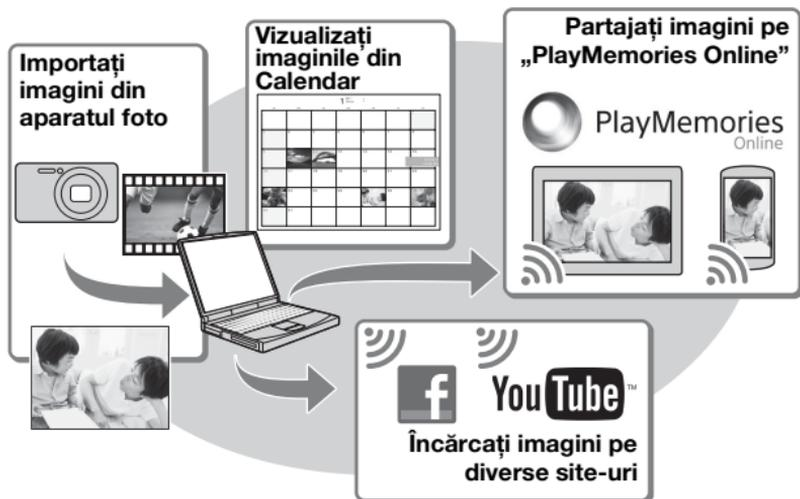 Importați
imagini din
aparatul foto
Vizualizați
imaginile din
Calendar
Partajați imagini pe
„PlayMemories Online”
PlayMemories
Online
f
YouTube™
Încărcați imagini pe
diverse site-uri